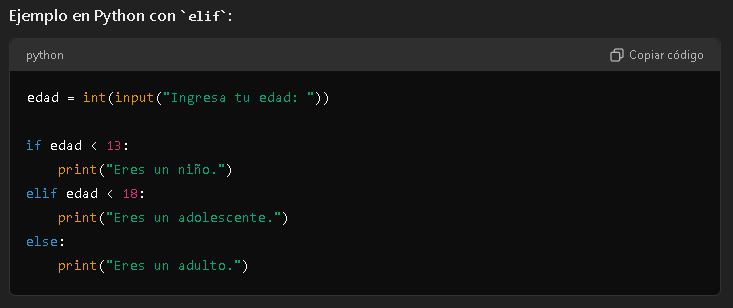 Ejemplo en Python con `elif`:
python
Copiar código
edad = int(input("Ingresa tu edad: "))
if edad < 13:
    print("Eres un niño.")
elif edad < 18:
    print("Eres un adolescente.")
else:
    print("Eres un adulto.")